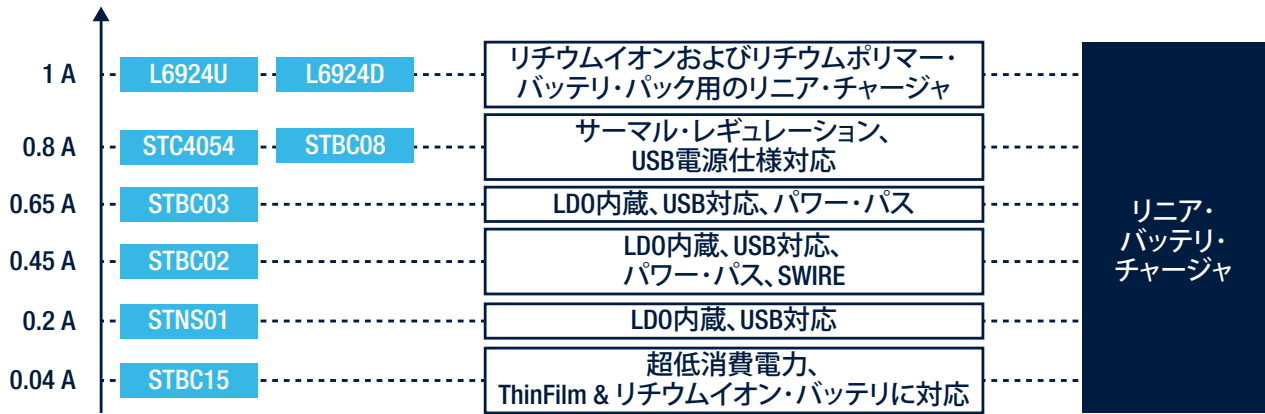 1 A
L6924U
L6924D
リチウムイオンおよびリチウムポリマー・
バッテリ・パック用のリニア・チャージャ
0.8 A
STC4054
STBC08
サーマル・レギュレーション、
USB電源仕様対応
0.65 A
STBC03
LDO内蔵、USB対応、パワー・パス
0.45 A
STBC02
LDO内蔵、USB対応、
パワー・パス、SWIRE
0.2 A
STNS01
LDO内蔵、USB対応
0.04 A
STBC15
超低消費電力、
ThinFilm & リチウムイオン・バッテリに対応
リニア・
バッテリ・
チャージャ